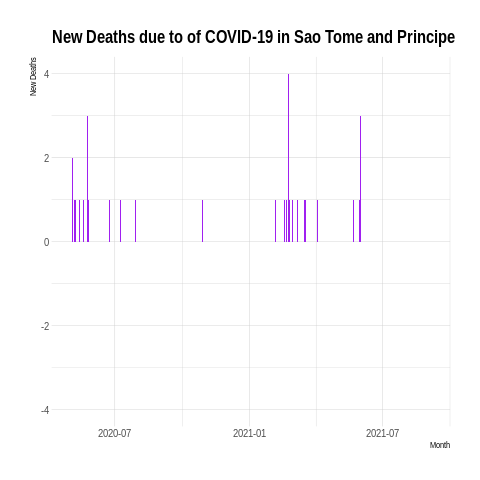 New Deaths due to of COVID-19 in Sao Tome and Principe
New Deaths
4
2
0
-2
-4
2020-07
2021-01
2021-07
Month